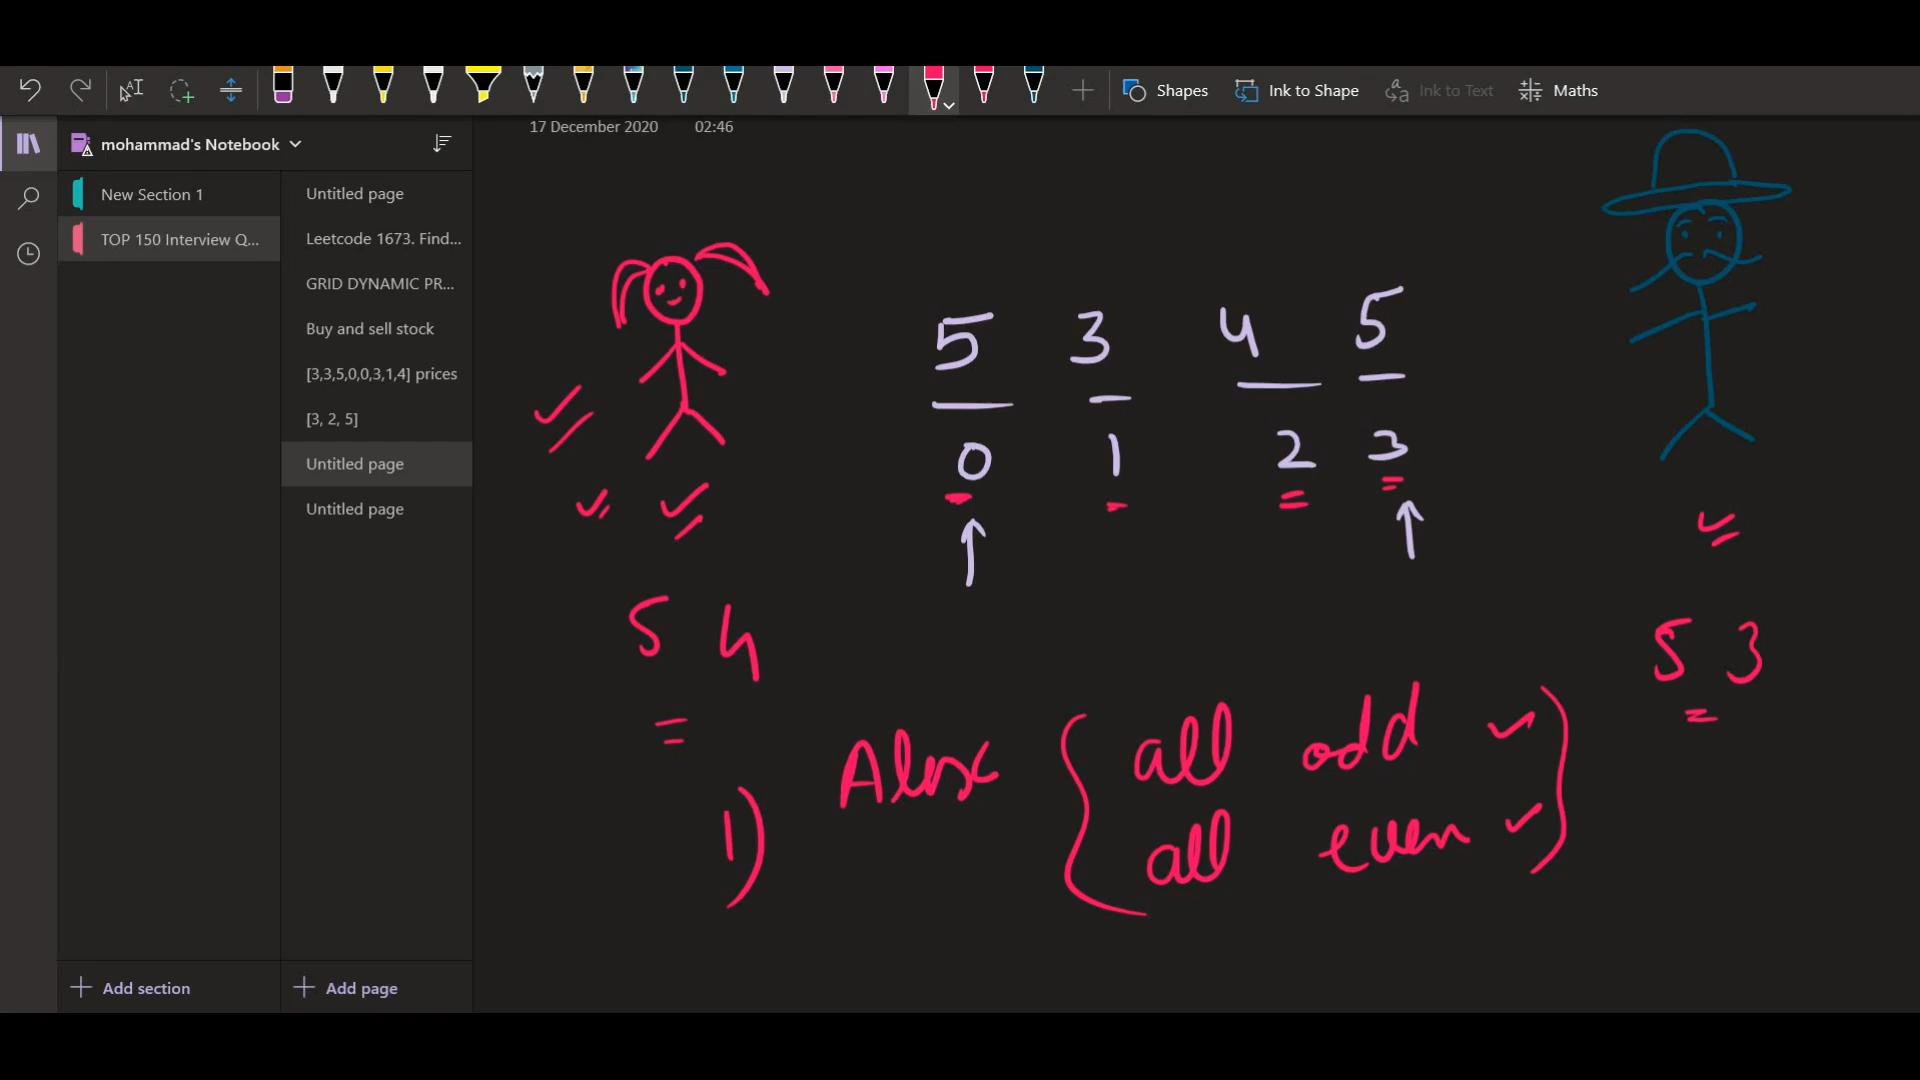 Shapes Ink to Shape Ink to Text Maths
17 December 2020 02:46
mohammad's Notebook
New Section 1
TOP 150 Interview Q...
Untitled page
Leetcode 1673. Find...
GRID DYNAMIC PR...
Buy and sell stock
[3,3,5,0,0,3,1,4] prices
[3, 2, 5]
Untitled page
Untitled page
Add section
Add page
5 3 4 5
0 1 2 3
5 4
5 3
1) Alex
all odd
all even